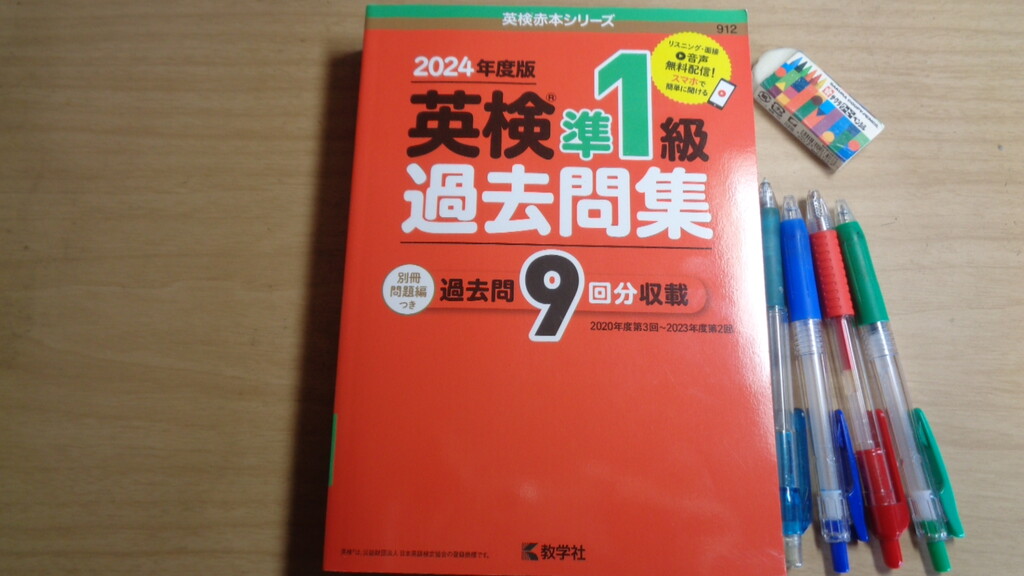 英検赤本シリーズ
912
2024年度版
リスニング・面接
音声
無料配信!
スマホで
簡単に聞ける
英検®準1級
過去問集
別冊
問題編
つき
過去問9回分収載
2020年度第3回~2023年度第2回
教学社